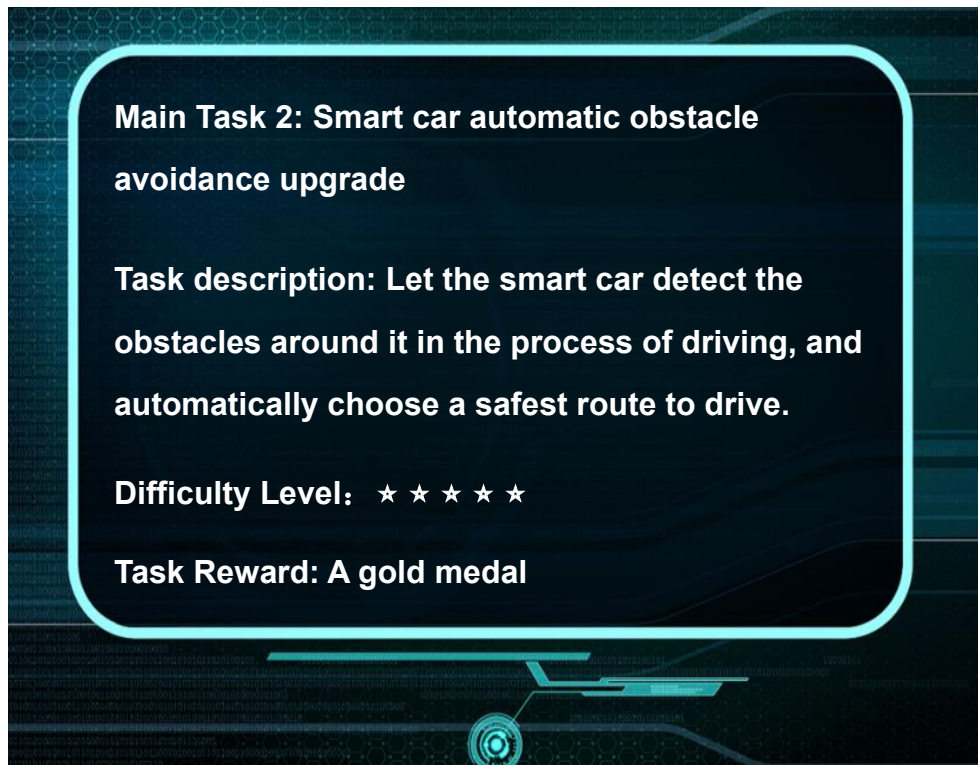 Main Task 2: Smart car automatic obstacle
avoidance upgrade
Task description: Let the smart car detect the
obstacles around it in the process of driving, and
automatically choose a safest route to drive.
Difficulty Level：★★★★★
Task Reward: A gold medal